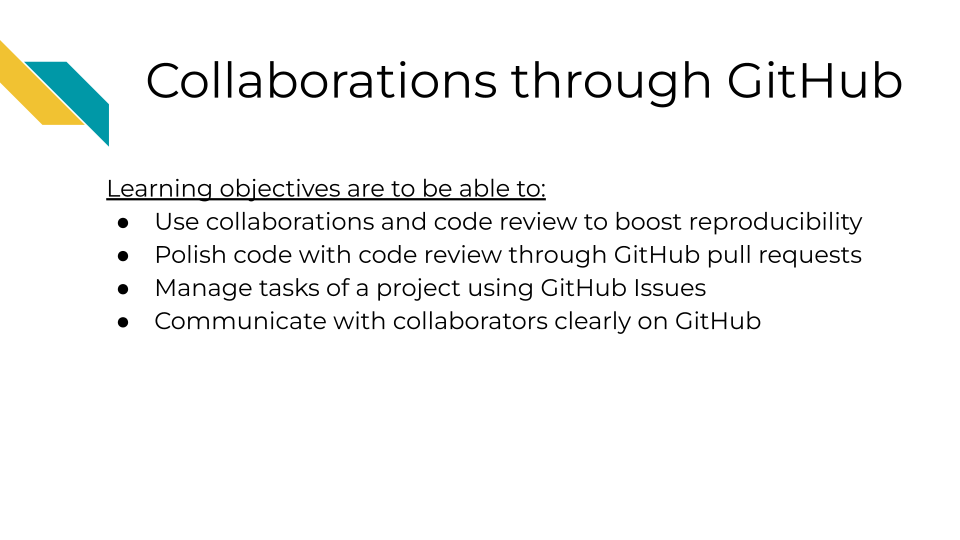 Collaborations through GitHub
Learning objectives are to be able to:
● Use collaborations and code review to boost reproducibility
● Polish code with code review through GitHub pull requests
● Manage tasks of a project using GitHub Issues
● Communicate with collaborators clearly on GitHub